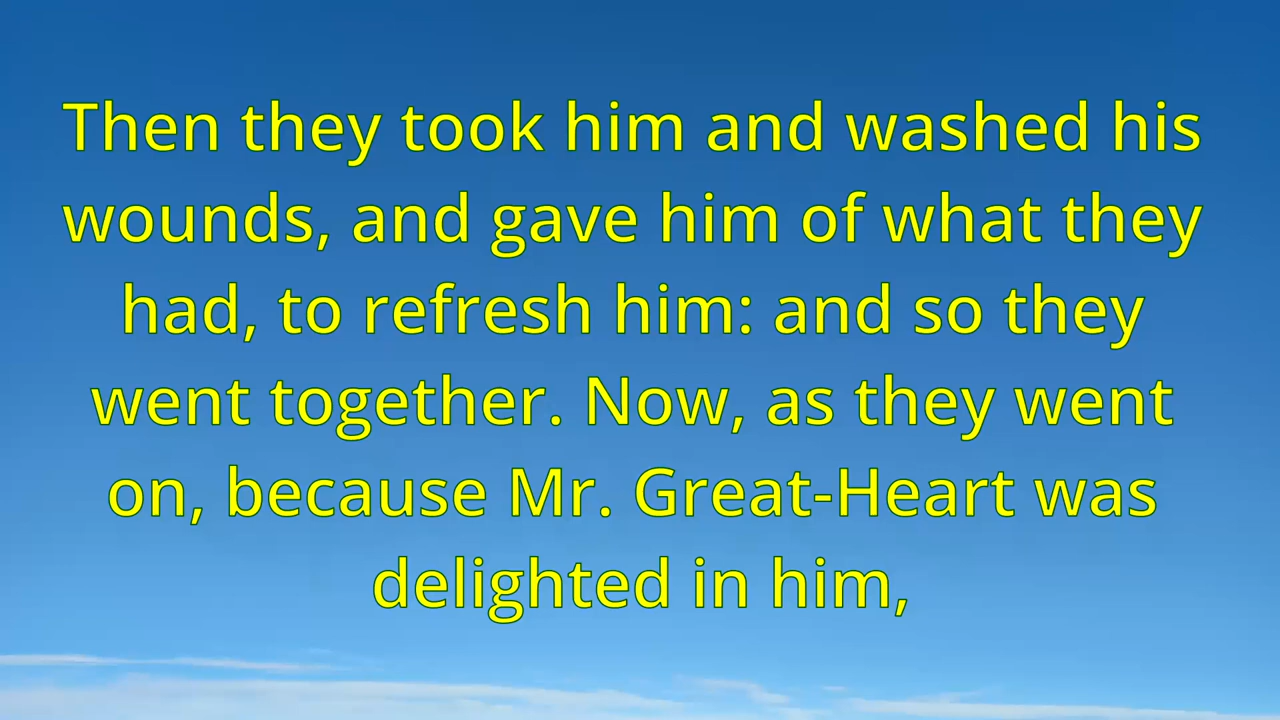 Then they took him and washed his
wounds, and gave him of what they
had, to refresh him: and so they
went together. Now, as they went
on, because Mr. Great-Heart was
delighted in him,